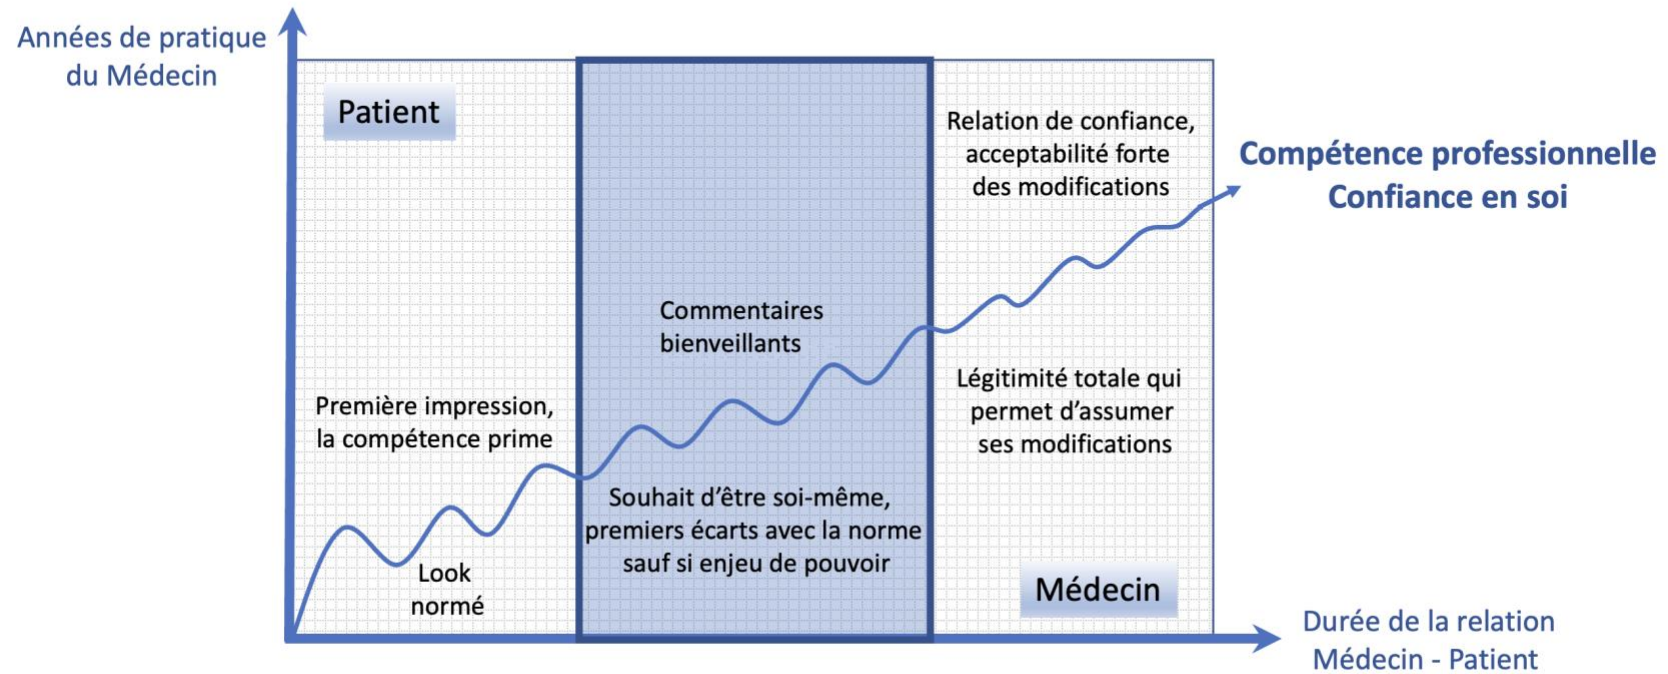 Années de pratique
du Médecin
Patient
Relation de confiance,
acceptabilité forte
des modifications
Compétence professionnelle
Confiance en soi
Commentaires
bienveillants
Première impression,
la compétence prime
Légitimité totale qui
permet d’assumer
ses modifications
Souhait d’être soi-même,
premiers écarts avec la norme
sauf si enjeu de pouvoir
Look
normé
Médecin
Durée de la relation
Médecin - Patient